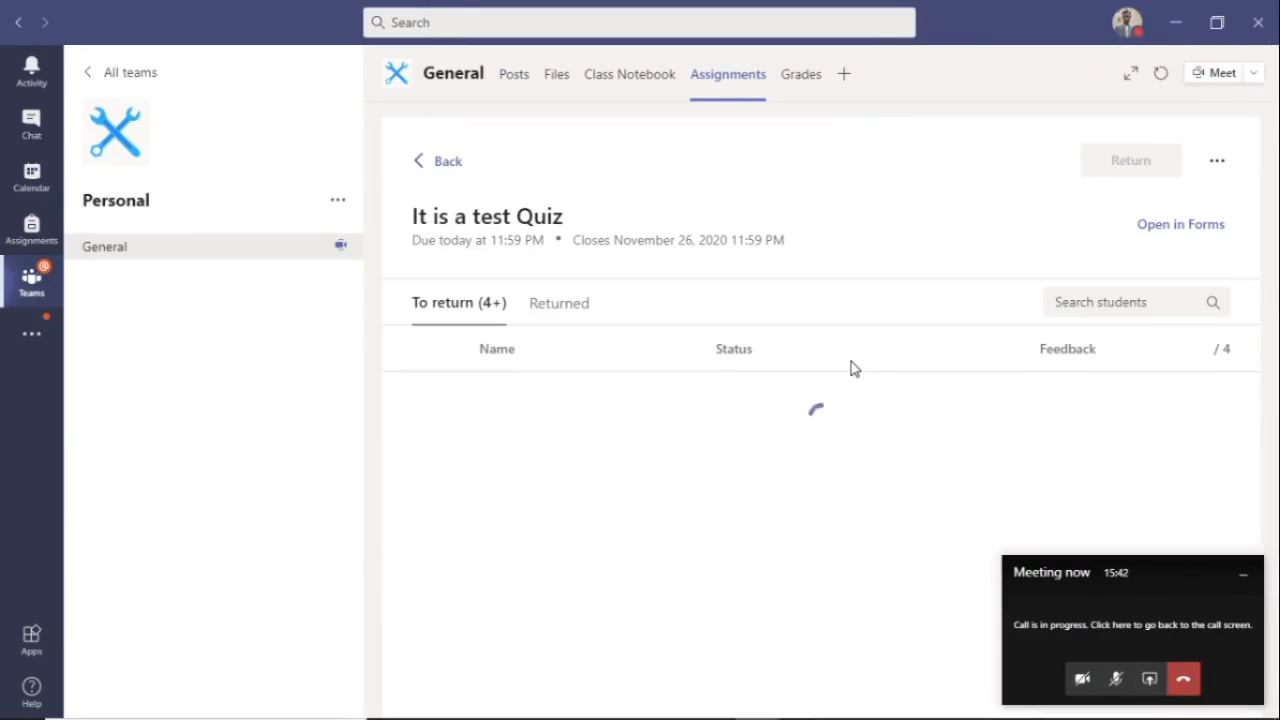 Search
Activity
Chat
Calendar
Assignments
Teams
Apps
Help
All teams
Personal
General
General Posts Files Class Notebook Assignments Grades
Meet
Back
Return
It is a test Quiz
Due today at 11:59 PM • Closes November 26, 2020 11:59 PM
Open in Forms
To return (4+) Returned
Search students
Name Status Feedback / 4
Meeting now 15:42
Call is in progress. Click here to go back to the call screen.